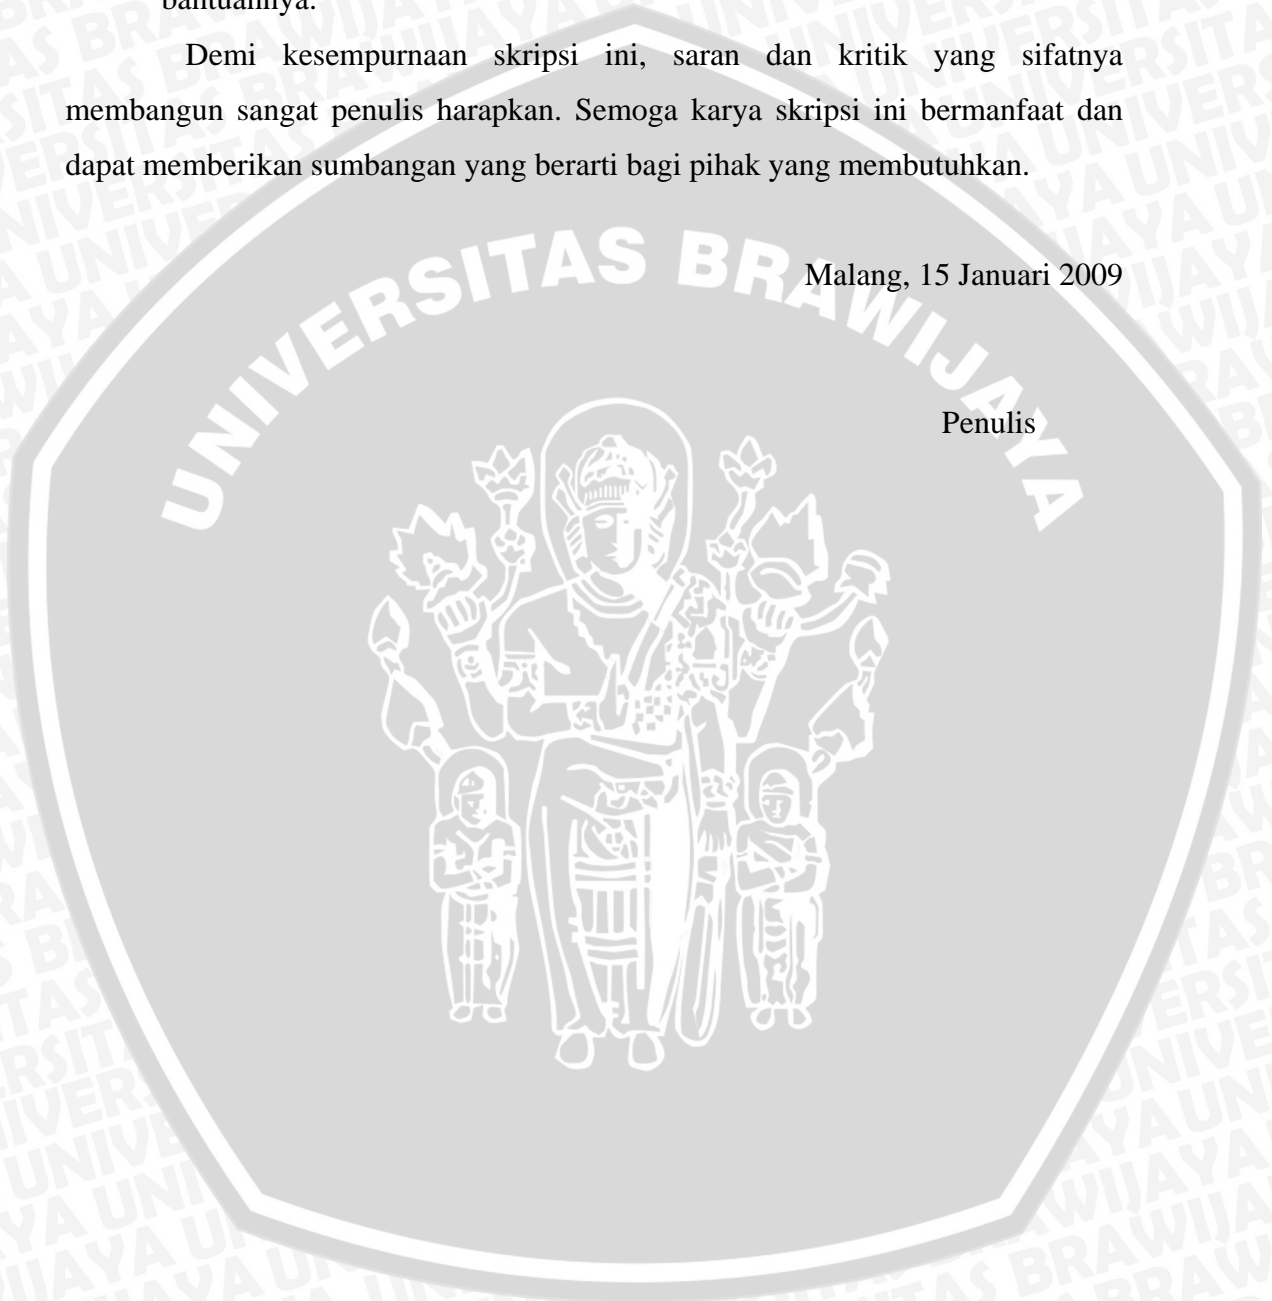 bantuannya.
Demi kesempurnaan skripsi ini, saran dan kritik yang sifatnya
membangun sangat penulis harapkan. Semoga karya skripsi ini bermanfaat dan
dapat memberikan sumbangan yang berarti bagi pihak yang membutuhkan.
Malang, 15 Januari 2009
Penulis
UNIVERSITAS BRAWIJAYA